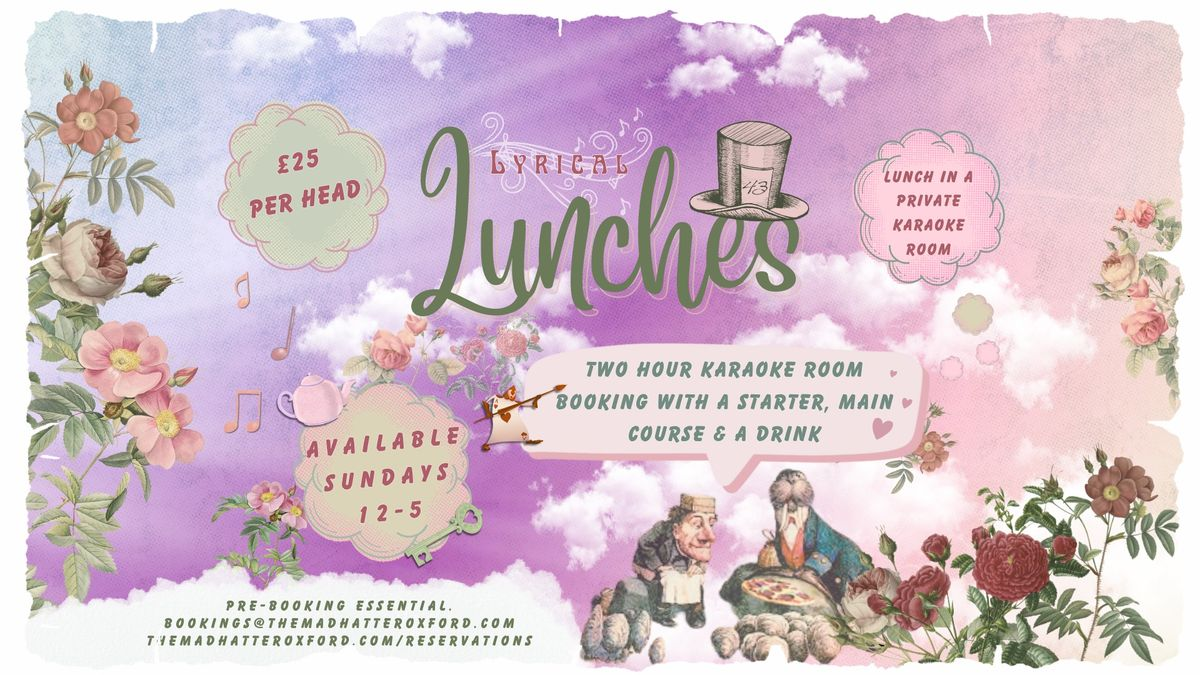 £25
PER HEAD
LYRICAL
Lunches
43
LUNCH IN A
PRIVATE
KARAOKE
ROOM
TWO HOUR KARAOKE ROOM
BOOKING WITH A STARTER, MAIN
COURSE & A DRINK
AVAILABLE
SUNDAYS
12-5
PRE-BOOKING ESSENTIAL.
BOOKINGS@THEMADHATTEROXFORD.COM
THEMADHATTEROXFORD.COM/RESERVATIONS